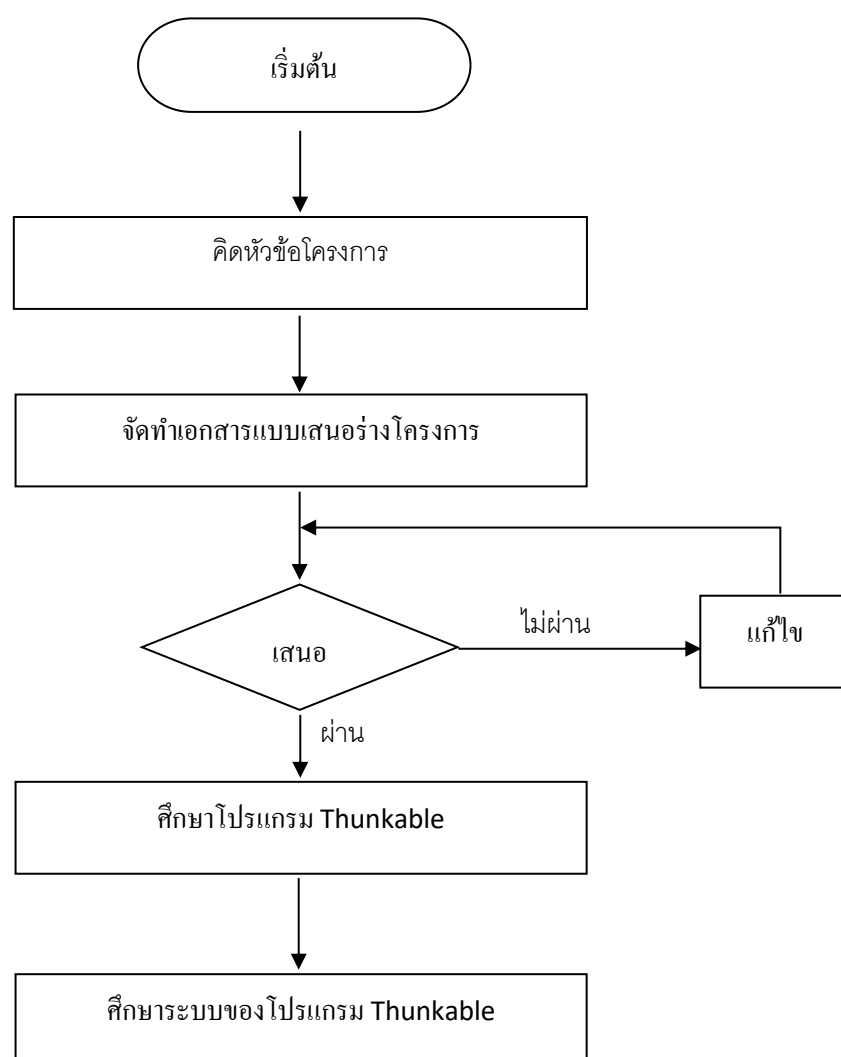 เริ่มต้น
คิดหัวข้อโครงการ
จัดทำเอกสารแบบเสนอร่างโครงการ
เสนอ
ไม่ผ่าน
แก้ไข
ผ่าน
ศึกษาโปรแกรม Thunkable
ศึกษาระบบของโปรแกรม Thunkable